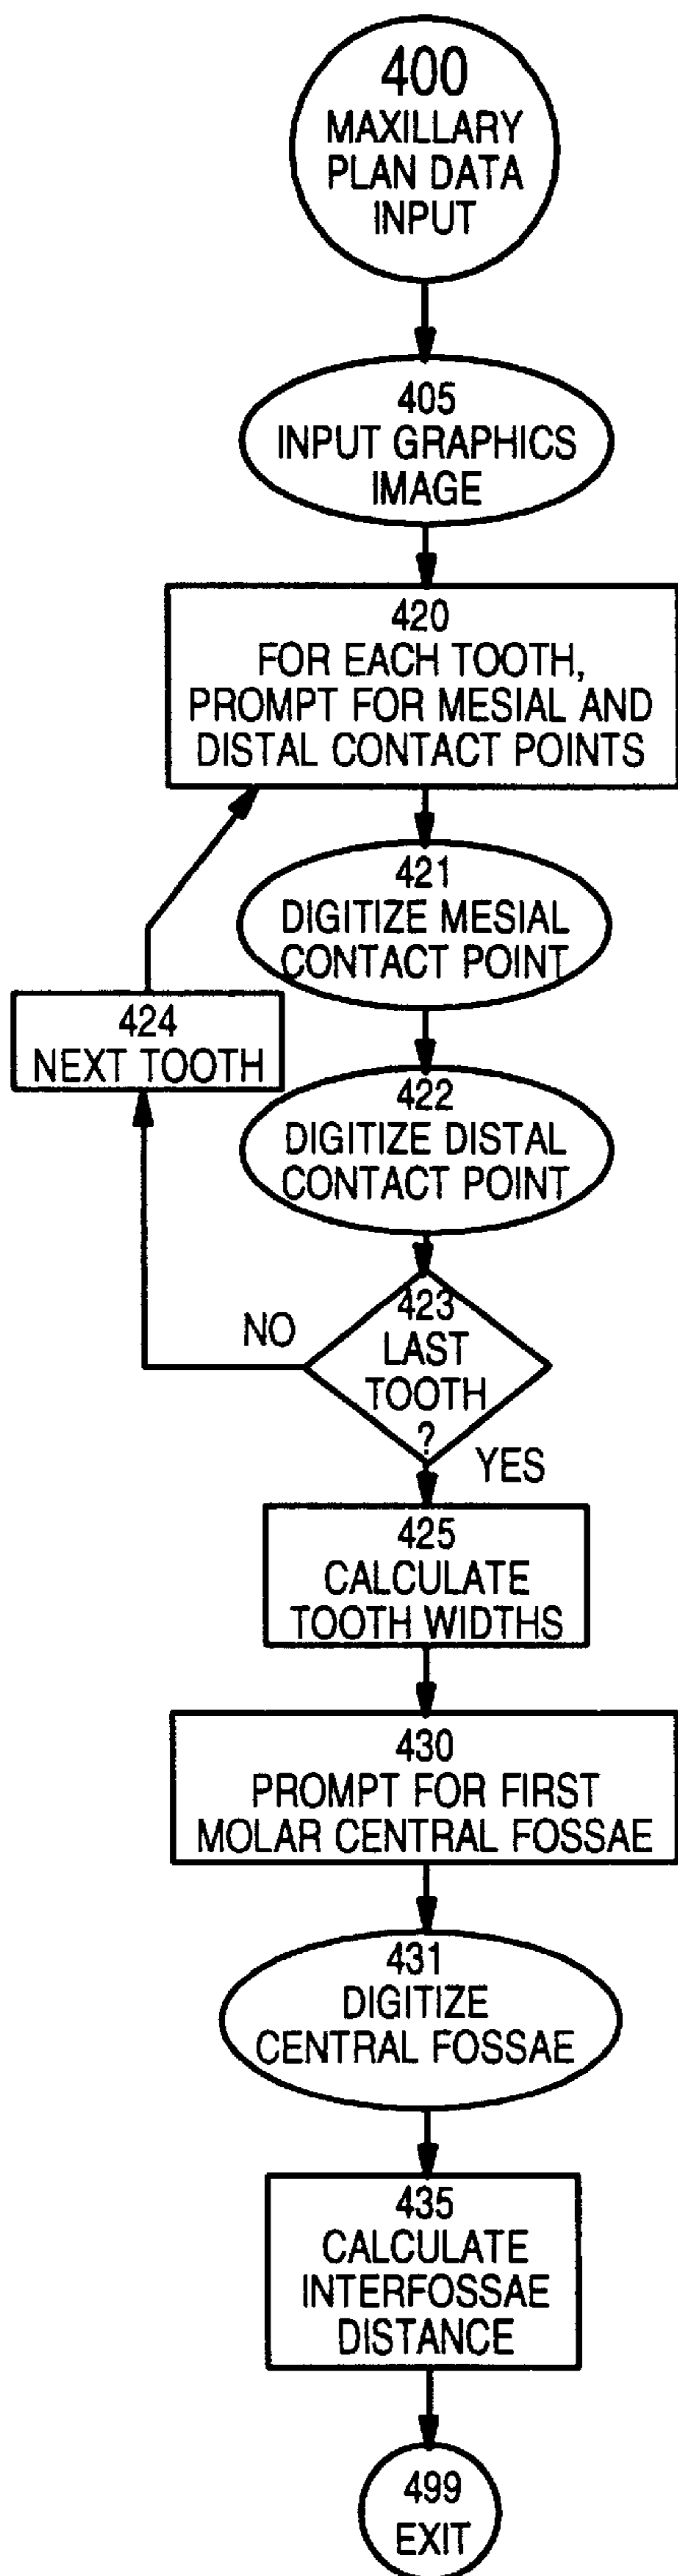 400
MAXILLARY
PLAN DATA
INPUT
405
INPUT GRAPHICS
IMAGE
420
FOR EACH TOOTH,
PROMPT FOR MESIAL AND
DISTAL CONTACT POINTS
421
DIGITIZE MESIAL
CONTACT POINT
424
NEXT TOOTH
422
DIGITIZE DISTAL
CONTACT POINT
423
LAST
TOOTH
?
NO
YES
425
CALCULATE
TOOTH WIDTHS
430
PROMPT FOR FIRST
MOLAR CENTRAL FOSSAE
431
DIGITIZE
CENTRAL FOSSAE
435
CALCULATE
INTERFOSSAE
DISTANCE
499
EXIT